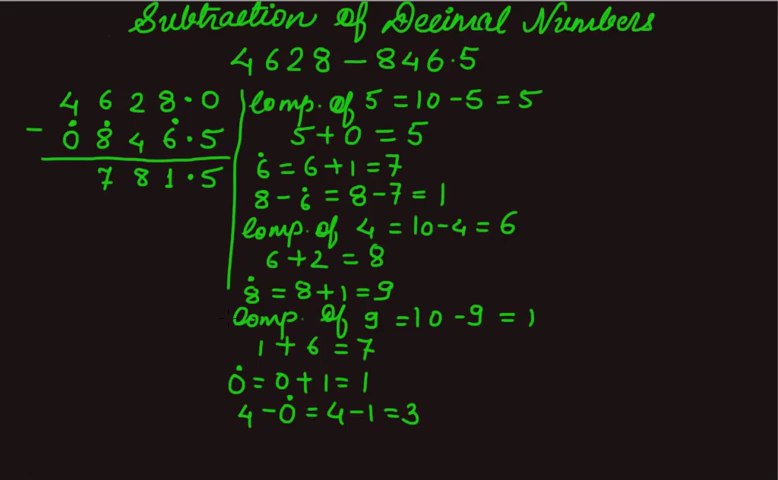 Subtraction of Decimal Numbers
4628 - 846.5
4 6 2 8 . 0
- 0̇ 8̇ 4 6̇ . 5
7 8 1 . 5
Comp. of 5 = 10 - 5 = 5
5 + 0 = 5
6̇ = 6 + 1 = 7
8 - 6̇ = 8 - 7 = 1
Comp. of 4 = 10 - 4 = 6
6 + 2 = 8
8̇ = 8 + 1 = 9
Comp. of 9 = 10 - 9 = 1
1 + 6 = 7
0̇ = 0 + 1 = 1
4 - 0̇ = 4 - 1 = 3